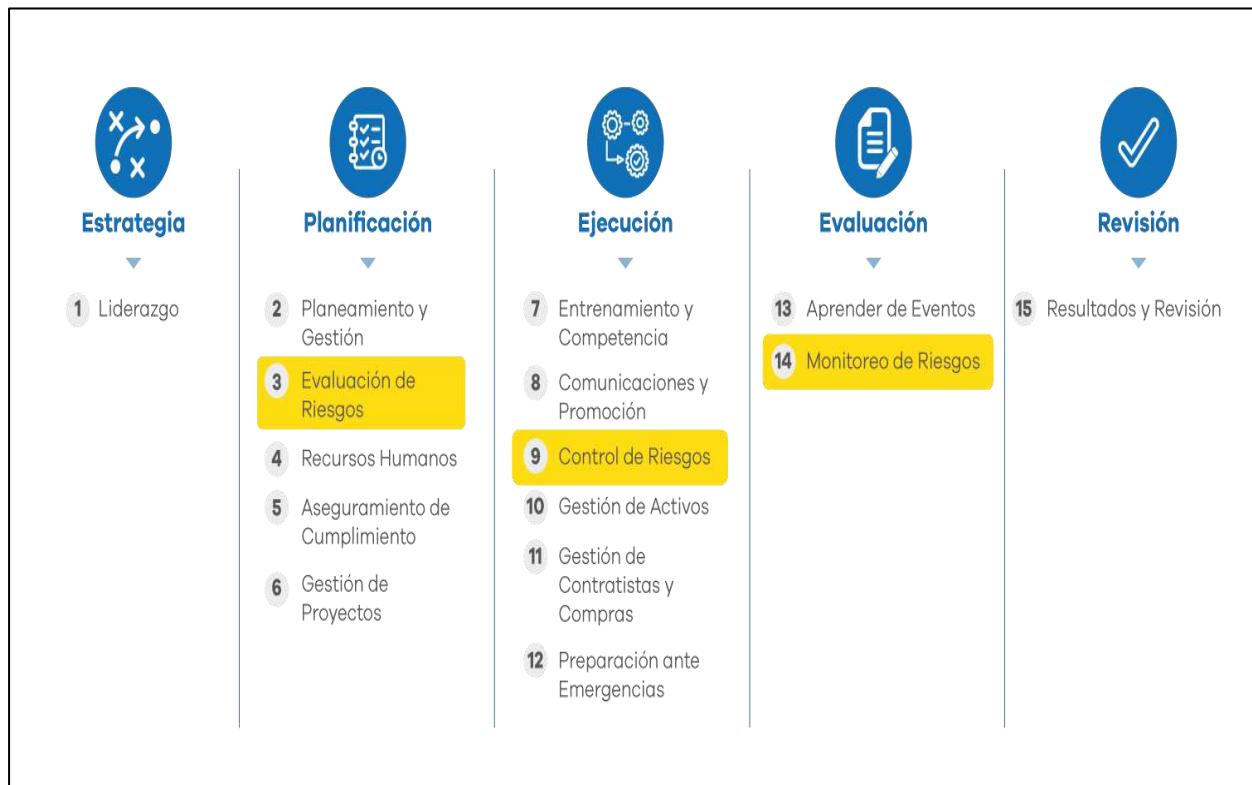 Estrategia
1 Liderazgo
Planificación
2 Planeamiento y
Gestión
3 Evaluación de
Riesgos
4 Recursos Humanos
5 Aseguramiento de
Cumplimiento
6 Gestión de
Proyectos
Ejecución
7 Entrenamiento y
Competencia
8 Comunicaciones y
Promoción
9 Control de Riesgos
10 Gestión de Activos
11 Gestión de
Contratistas y
Compras
12 Preparación ante
Emergencias
Evaluación
13 Aprender de Eventos
14 Monitoreo de Riesgos
Revisión
15 Resultados y Revisión